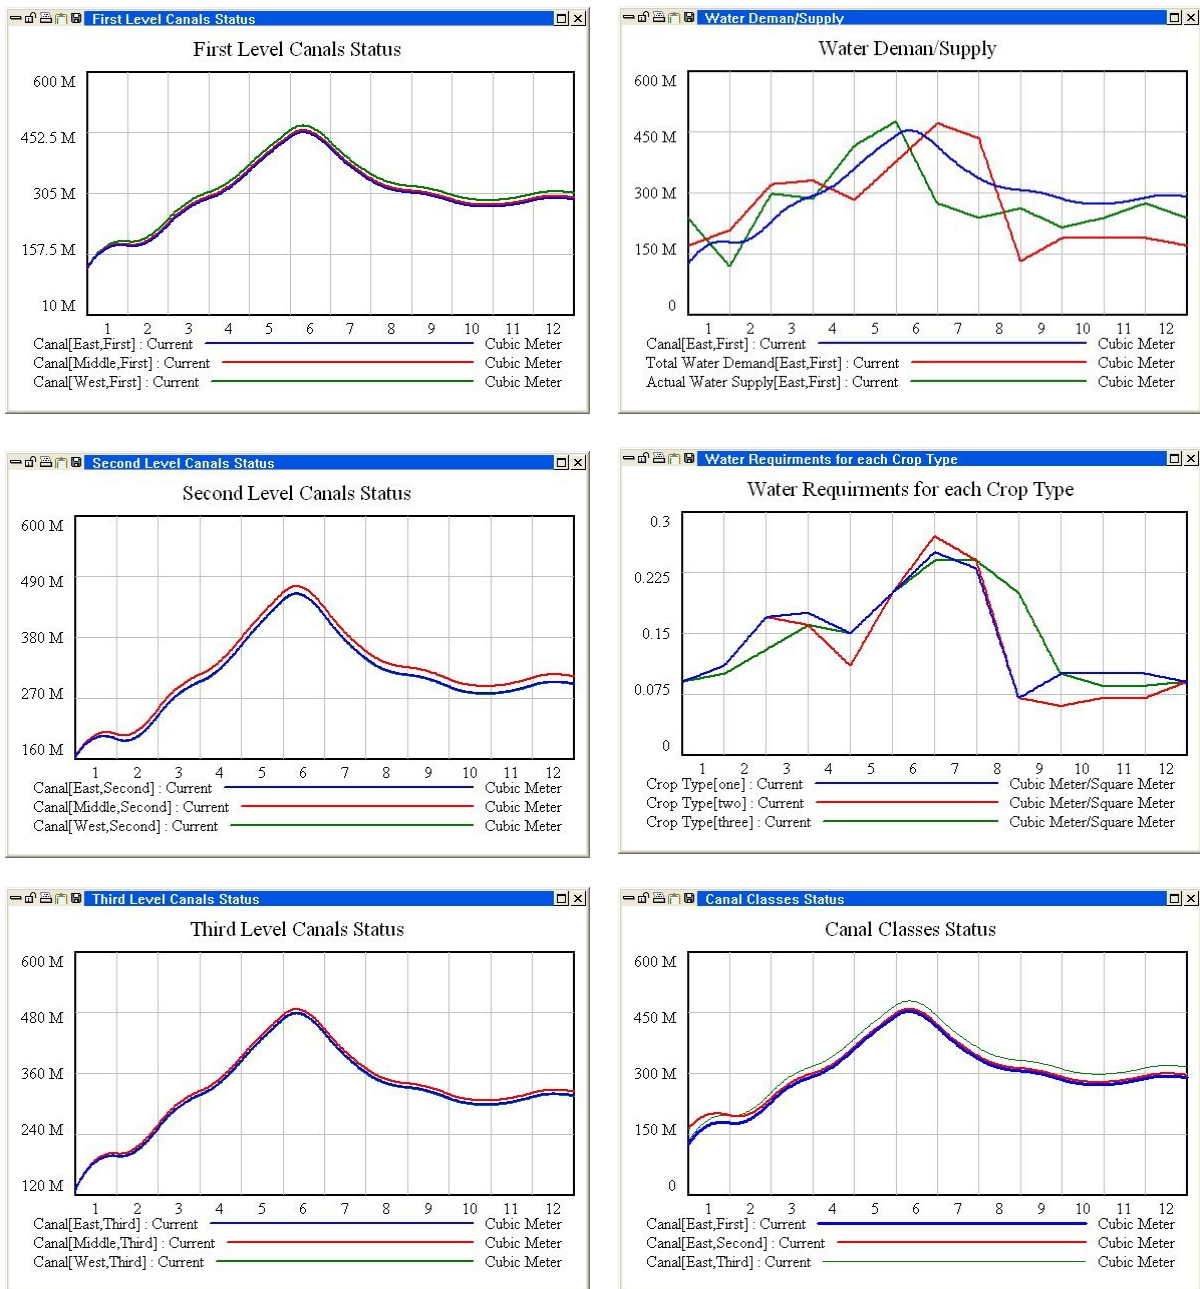 First Level Canals Status
First Level Canals Status
600 M
452.5 M
305 M
157.5 M
10 M
1 2 3 4 5 6 7 8 9 10 11 12
Canal[East,First] : Current Cubic Meter
Canal[Middle,First] : Current Cubic Meter
Canal[West,First] : Current Cubic Meter
Water Deman/Supply
Water Deman/Supply
600 M
450 M
300 M
150 M
0
1 2 3 4 5 6 7 8 9 10 11 12
Canal[East,First] : Current Cubic Meter
Total Water Demand[East,First] : Current Cubic Meter
Actual Water Supply[East,First] : Current Cubic Meter
Second Level Canals Status
Second Level Canals Status
600 M
490 M
380 M
270 M
160 M
1 2 3 4 5 6 7 8 9 10 11 12
Canal[East,Second] : Current Cubic Meter
Canal[Middle,Second] : Current Cubic Meter
Canal[West,Second] : Current Cubic Meter
Water Requirments for each Crop Type
Water Requirments for each Crop Type
0.3
0.225
0.15
0.075
0
1 2 3 4 5 6 7 8 9 10 11 12
Crop Type[one] : Current Cubic Meter/Square Meter
Crop Type[two] : Current Cubic Meter/Square Meter
Crop Type[three] : Current Cubic Meter/Square Meter
Third Level Canals Status
Third Level Canals Status
600 M
480 M
360 M
240 M
120 M
1 2 3 4 5 6 7 8 9 10 11 12
Canal[East,Third] : Current Cubic Meter
Canal[Middle,Third] : Current Cubic Meter
Canal[West,Third] : Current Cubic Meter
Canal Classes Status
Canal Classes Status
600 M
450 M
300 M
150 M
0
1 2 3 4 5 6 7 8 9 10 11 12
Canal[East,First] : Current Cubic Meter
Canal[East,Second] : Current Cubic Meter
Canal[East,Third] : Current Cubic Meter